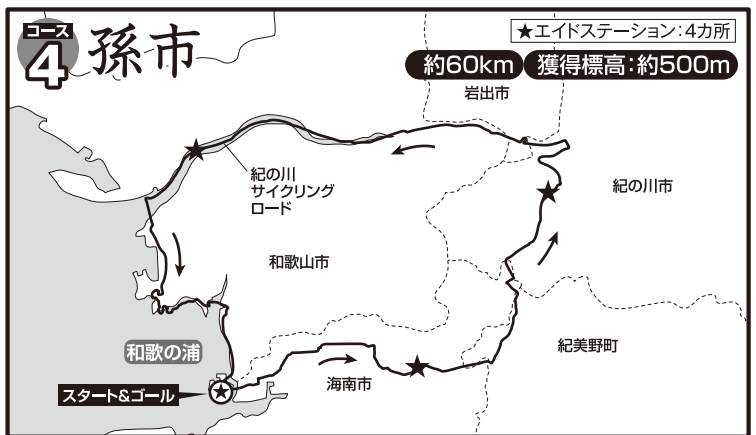 コース
4
孫市
★エイドステーション：4カ所
約60km
獲得標高：約500m
岩出市
紀の川
サイクリング
ロード
紀の川市
和歌山市
和歌の浦
紀美野町
海南市
スタート&ゴール